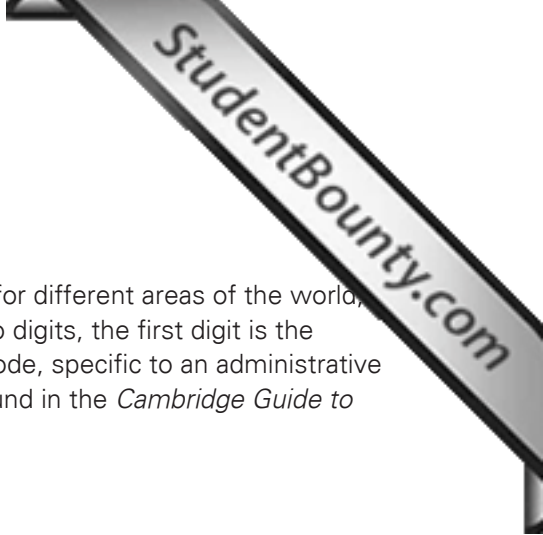 StudentBounty.com
for different areas of the world,
digits, the first digit is the
ode, specific to an administrative
und in the Cambridge Guide to